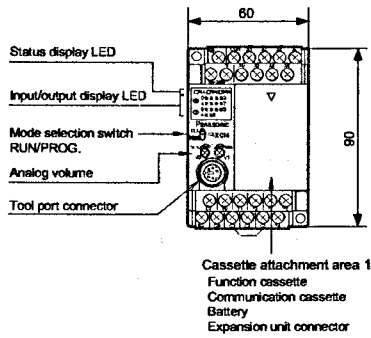 60
Status display LED
Input/output display LED
Mode selection switch
RUN/PROG.
Analog volume
Tool port connector
90
Cassette attachment area 1
Function cassette
Communication cassette
Battery
Expansion unit connector